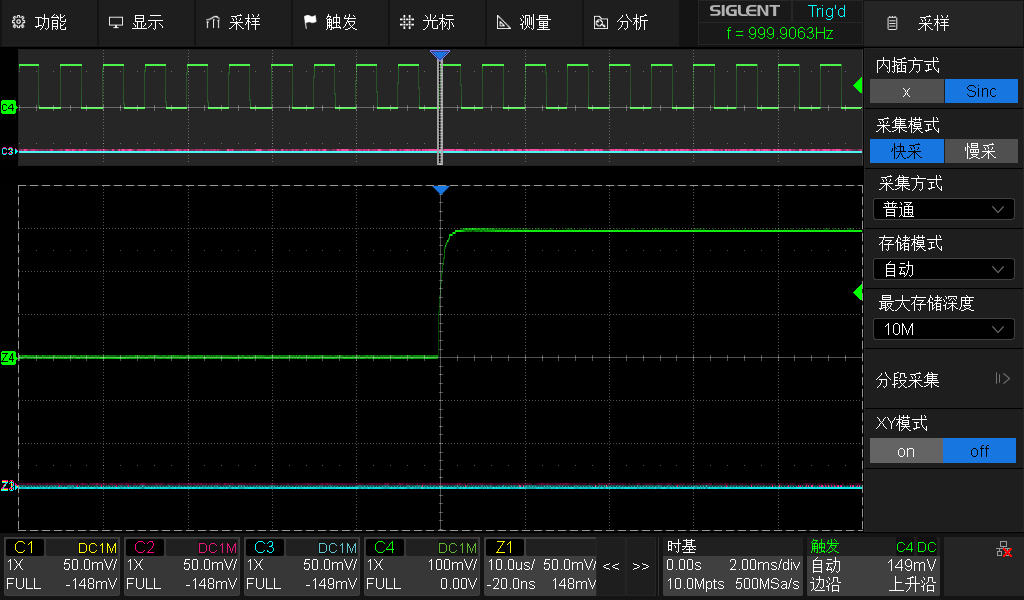 功能 显示 采样 触发 光标 测量 分析 SIGLENT Trig'd 采样
f = 999.9063Hz
内插方式
x Sinc
采集模式
快采 慢采
采集方式
普通
存储模式
自动
最大存储深度
10M
分段采集
XY模式
on off
C4
C3
Z4
C1 DC1M
1X 50.0mV/
FULL -148mV
C2 DC1M
1X 50.0mV/
FULL -148mV
C3 DC1M
1X 50.0mV/
FULL -149mV
C4 DC1M
1X 100mV/
FULL 0.00V
Z1
10.0us/ 50.0mV/
-20.0ns 148mV
<< >>
时基
0.00s 2.00ms/div
10.0Mpts 500MSa/s
触发 C4 DC
自动 149mV
边沿 上升沿